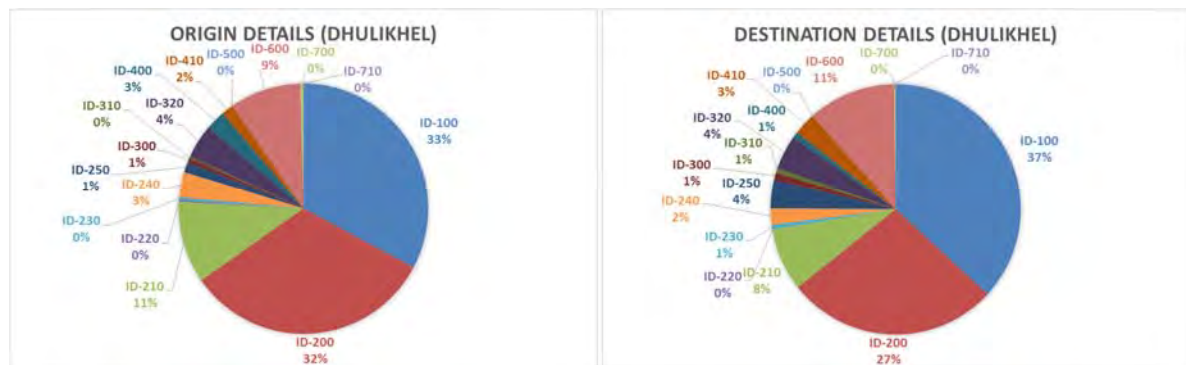 ORIGIN DETAILS (DHULIKHEL)
ID-100
33%
ID-200
32%
ID-210
11%
ID-220
0%
ID-230
0%
ID-240
3%
ID-250
1%
ID-300
1%
ID-310
0%
ID-320
4%
ID-400
3%
ID-410
2%
ID-500
0%
ID-600
9%
ID-700
0%
ID-710
0%
DESTINATION DETAILS (DHULIKHEL)
ID-100
37%
ID-200
27%
ID-210
8%
ID-220
0%
ID-230
1%
ID-240
2%
ID-250
4%
ID-300
1%
ID-310
1%
ID-320
4%
ID-400
1%
ID-410
3%
ID-500
0%
ID-600
11%
ID-700
0%
ID-710
0%